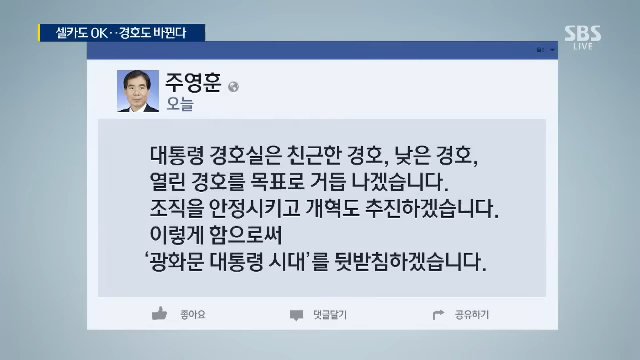 셀카도 OK··경호도 바뀐다
SBS
LIVE
주영훈
오늘
대통령 경호실은 친근한 경호, 낮은 경호,
열린 경호를 목표로 거듭 나겠습니다.
조직을 안정시키고 개혁도 추진하겠습니다.
이렇게 함으로써
‘광화문 대통령 시대’를 뒷받침하겠습니다.
좋아요 댓글달기 공유하기